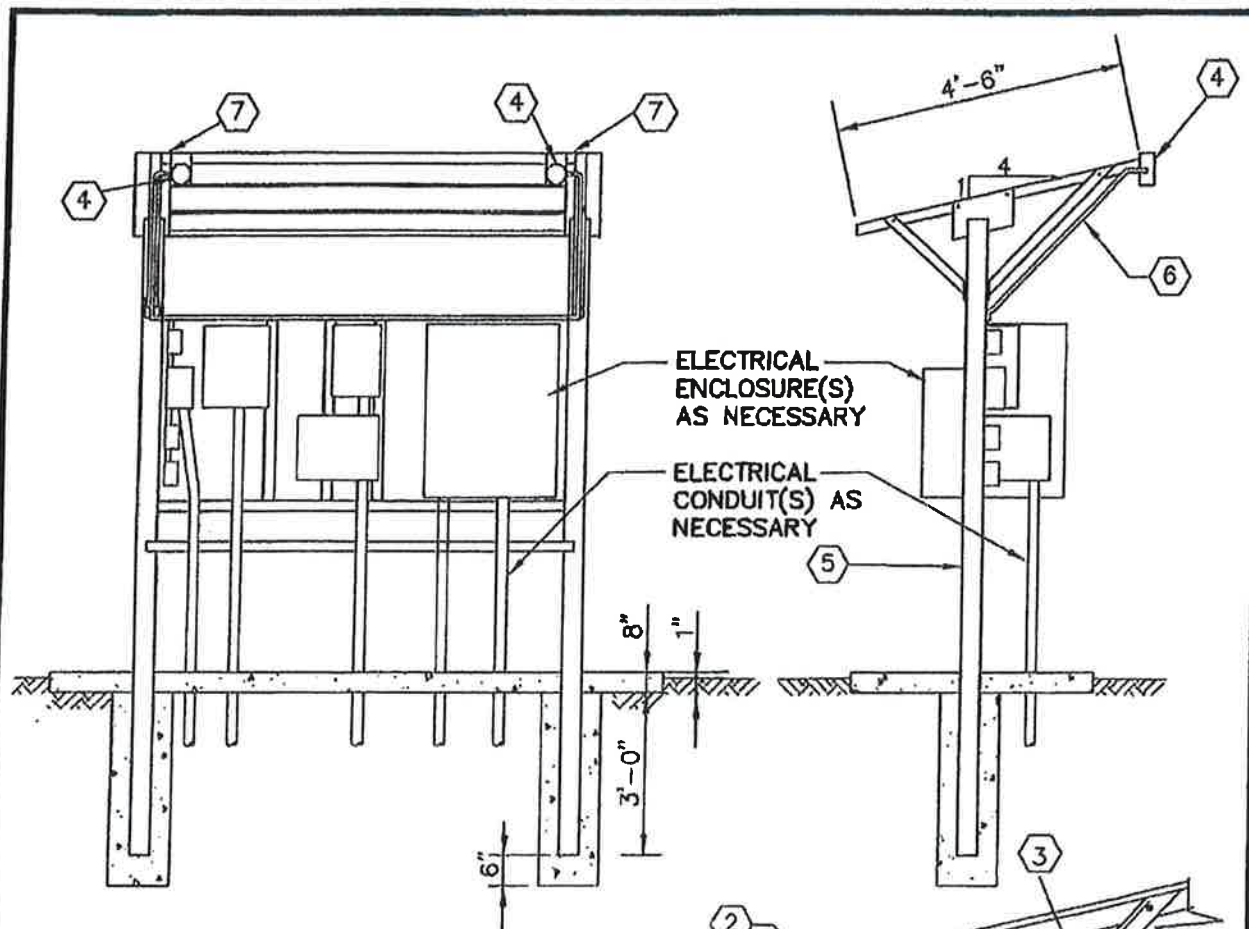 7
4
7
4
4'-6"
4
4
1
6
ELECTRICAL
ENCLOSURE(S)
AS NECESSARY
ELECTRICAL
CONDUIT(S) AS
NECESSARY
5
8"
1"
3'-0"
6"
3
2